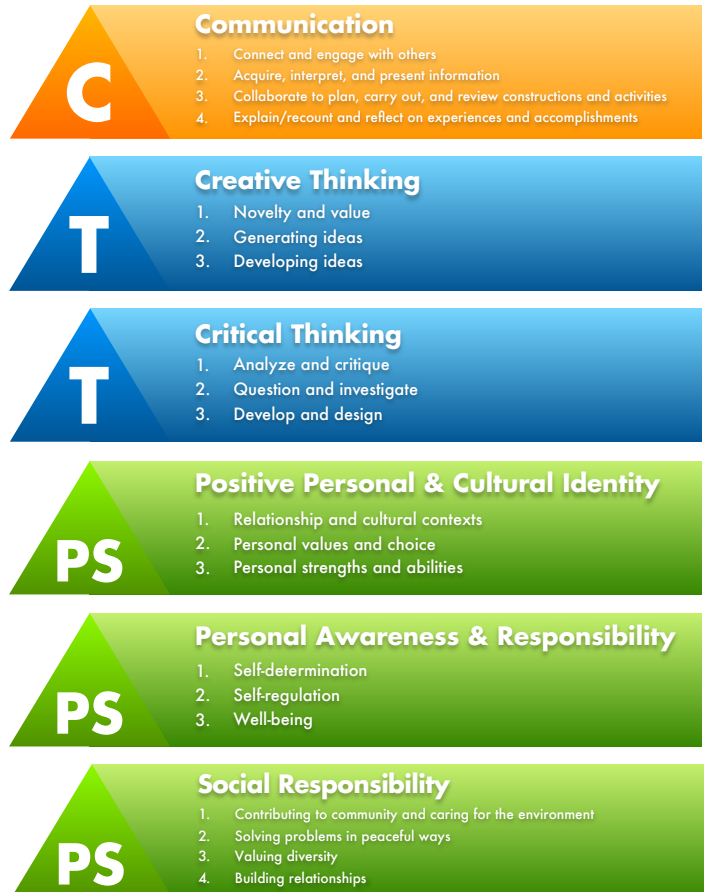 C
Communication
1. Connect and engage with others
2. Acquire, interpret, and present information
3. Collaborate to plan, carry out, and review constructions and activities
4. Explain/recount and reflect on experiences and accomplishments
T
Creative Thinking
1. Novelty and value
2. Generating ideas
3. Developing ideas
T
Critical Thinking
1. Analyze and critique
2. Question and investigate
3. Develop and design
PS
Positive Personal & Cultural Identity
1. Relationship and cultural contexts
2. Personal values and choice
3. Personal strengths and abilities
PS
Personal Awareness & Responsibility
1. Self-determination
2. Self-regulation
3. Well-being
PS
Social Responsibility
1. Contributing to community and caring for the environment
2. Solving problems in peaceful ways
3. Valuing diversity
4. Building relationships